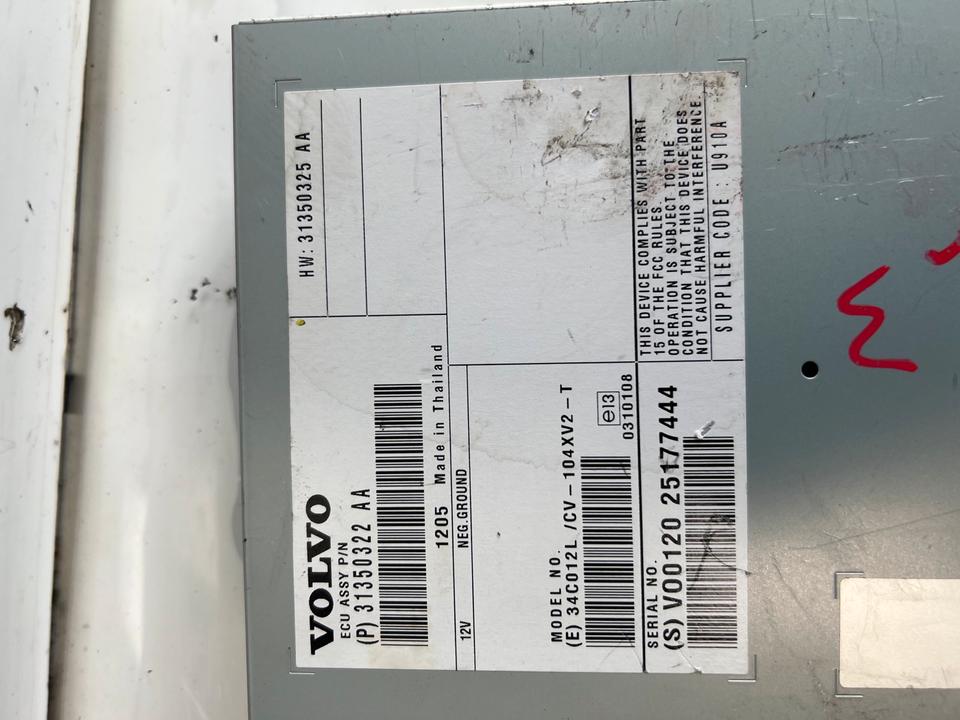 VOLVO
ECU ASSY P/N
(P) 31350322 AA
HW: 31350325 AA
1205 Made in Thailand
12V NEG.GROUND
MODEL NO.
(E) 34C012L /CV-104XV2-T
e13
0310108
THIS DEVICE COMPLIES WITH PART
15 OF THE FCC RULES.
OPERATION IS SUBJECT TO THE
CONDITION THAT THIS DEVICE DOES
NOT CAUSE HARMFUL INTERFERENCE.
SUPPLIER CODE : U910A
SERIAL NO.
(S) V00120 25177444